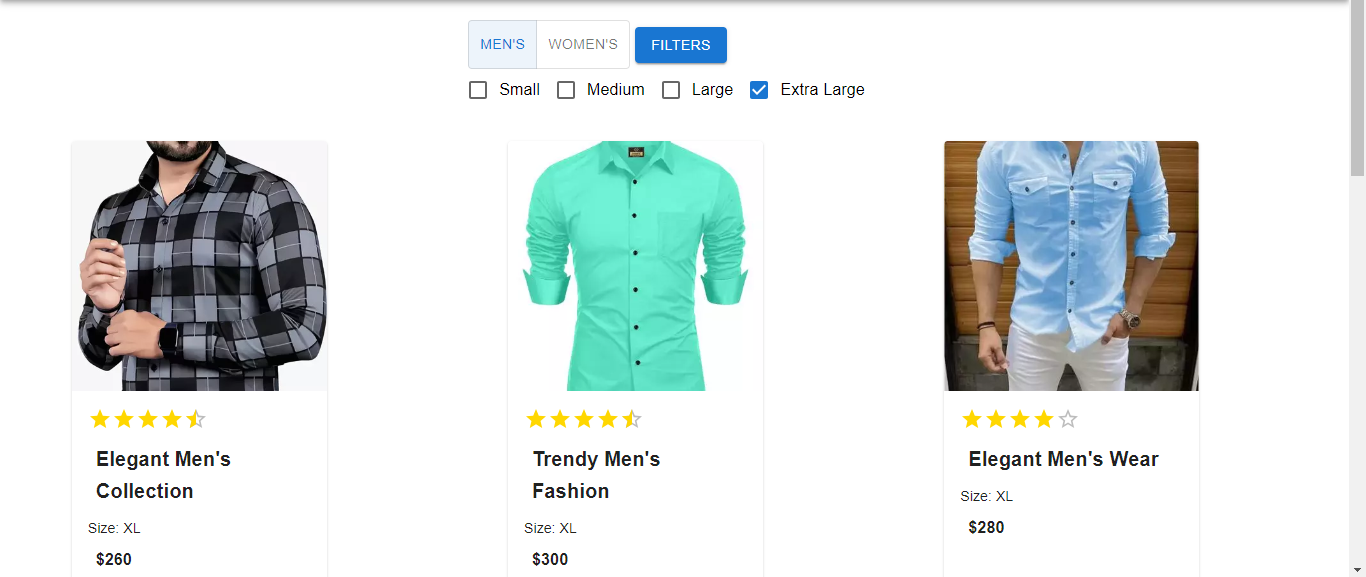 MEN'S WOMEN'S FILTERS
Small Medium Large Extra Large
Elegant Men's
Collection
Size: XL
$260
Trendy Men's
Fashion
Size: XL
$300
Elegant Men's Wear
Size: XL
$280